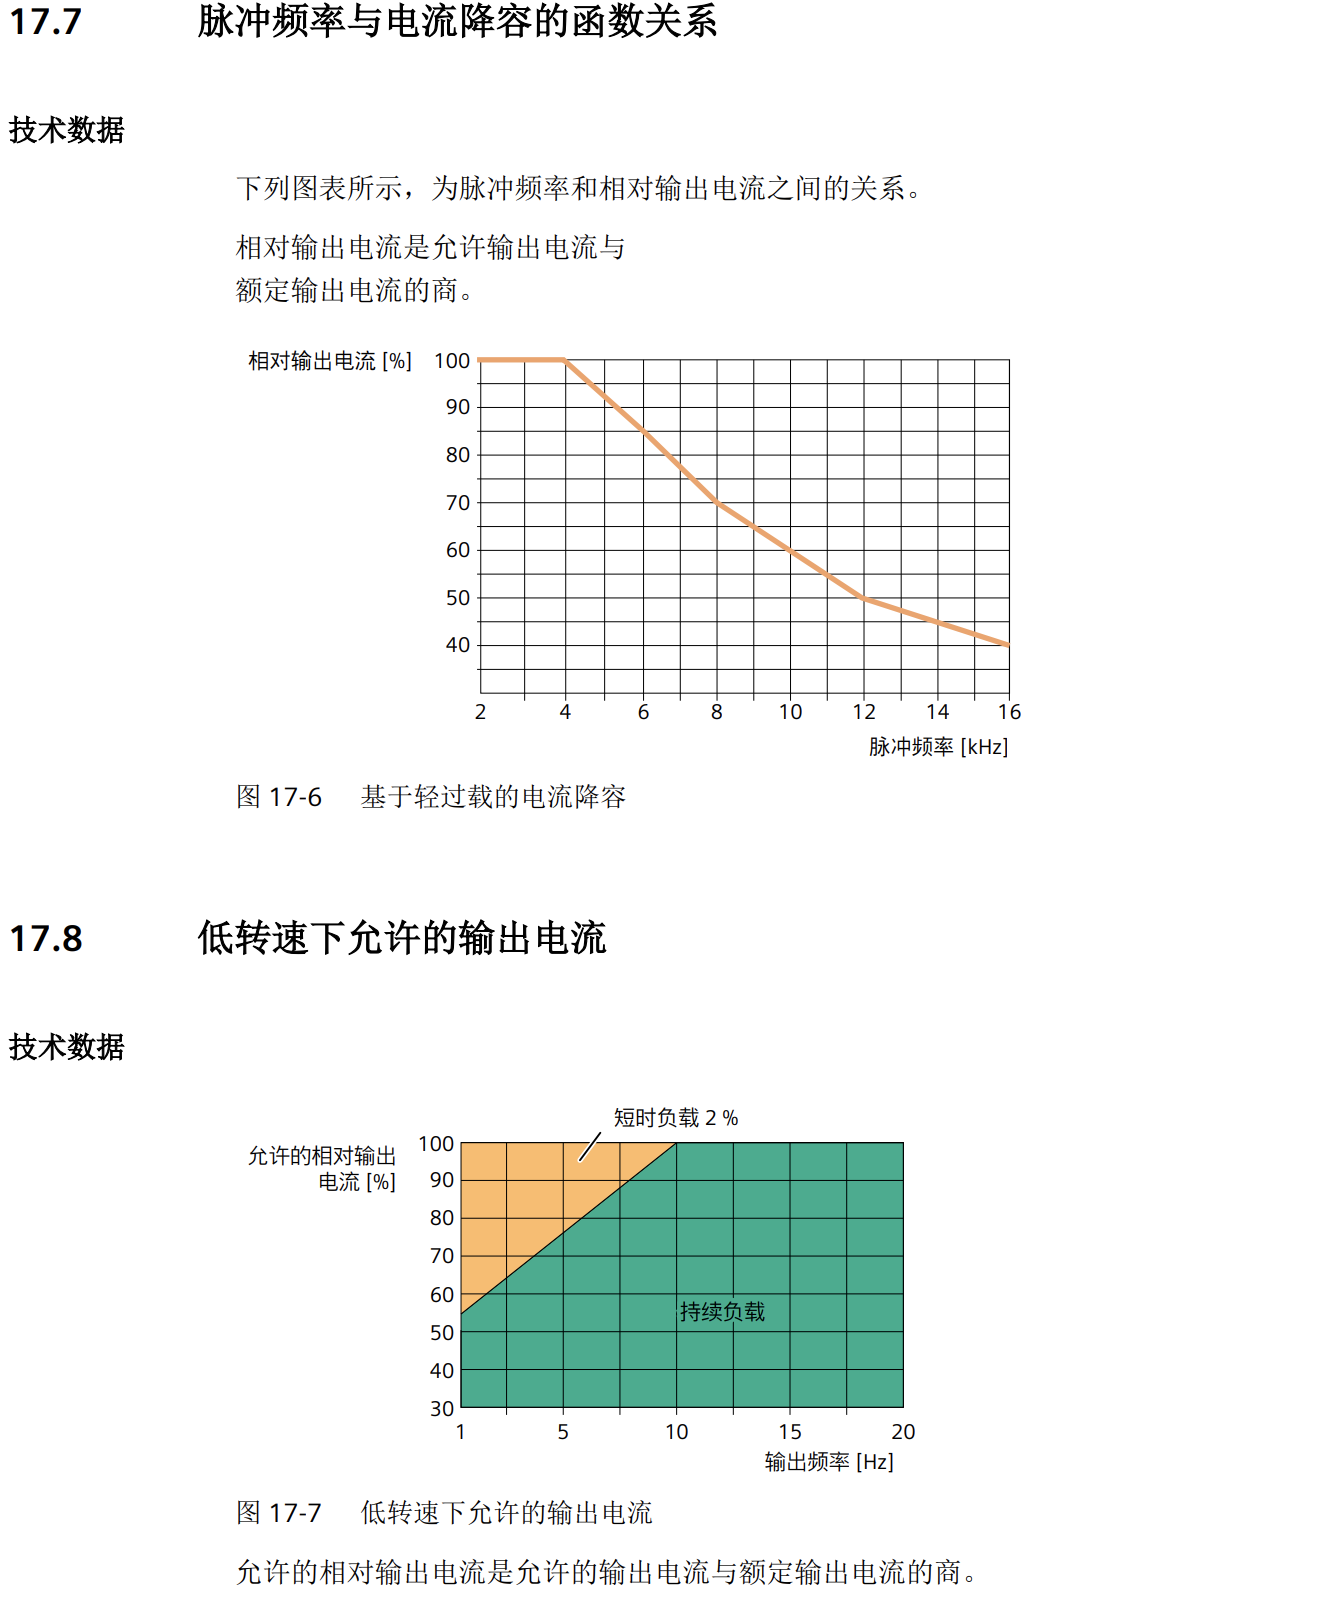 17.7 脉冲频率与电流降容的函数关系
技术数据
下列图表所示，为脉冲频率和相对输出电流之间的关系。
相对输出电流是允许输出电流与
额定输出电流的商。
相对输出电流 [%]
100
90
80
70
60
50
40
2 4 6 8 10 12 14 16
脉冲频率 [kHz]
图 17-6 基于轻过载的电流降容
17.8 低转速下允许的输出电流
技术数据
短时负载 2 %
允许的相对输出
电流 [%]
100
90
80
70
60
50
40
30
持续负载
1 5 10 15 20
输出频率 [Hz]
图 17-7 低转速下允许的输出电流
允许的相对输出电流是允许的输出电流与额定输出电流的商。